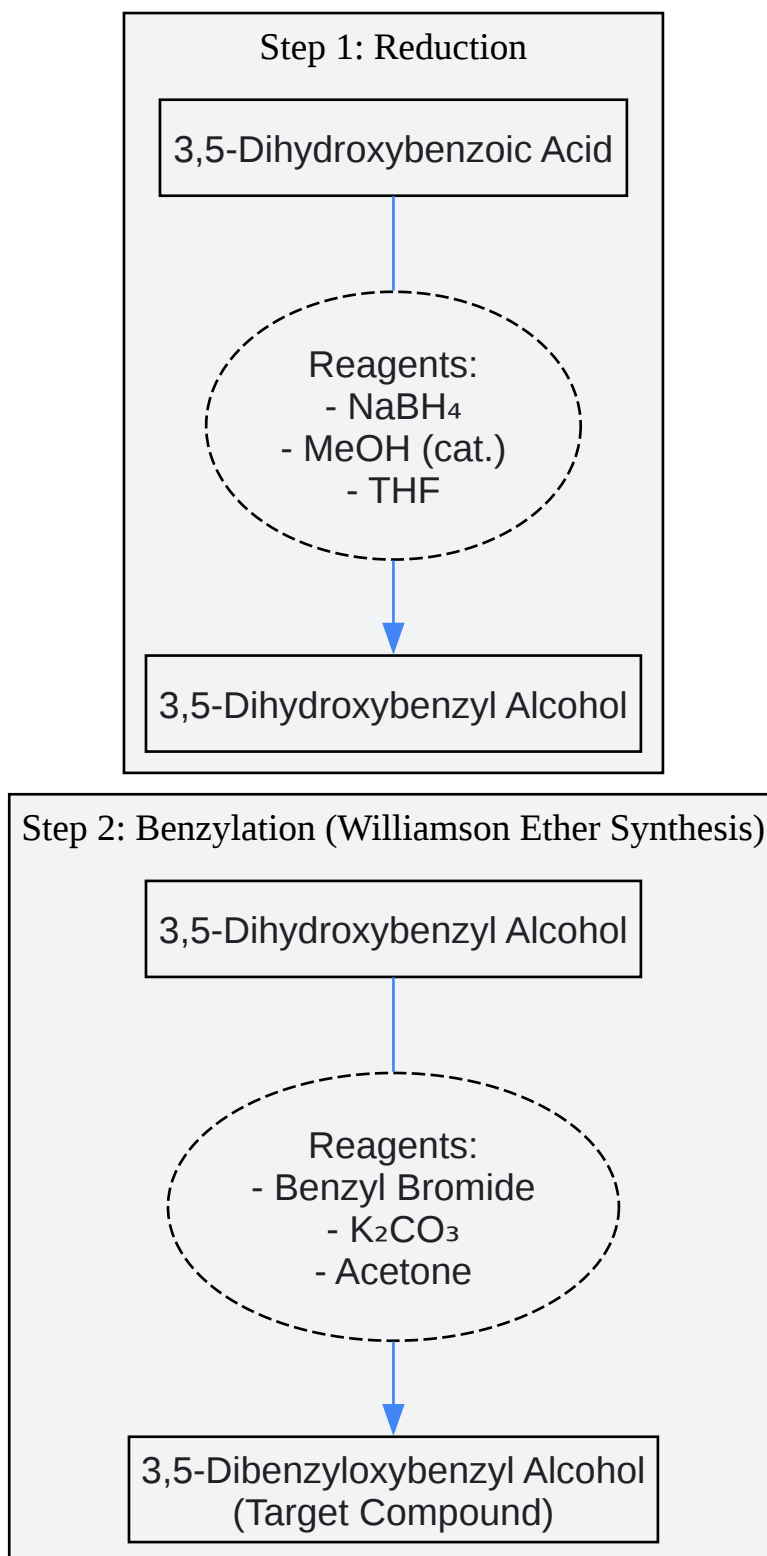 Step 1: Reduction
3,5-Dihydroxybenzoic Acid
Reagents:
- NaBH₄
- MeOH (cat.)
- THF
3,5-Dihydroxybenzyl Alcohol
Step 2: Benzylation (Williamson Ether Synthesis)
3,5-Dihydroxybenzyl Alcohol
Reagents:
- Benzyl Bromide
- K₂CO₃
- Acetone
3,5-Dibenzyloxybenzyl Alcohol
(Target Compound)